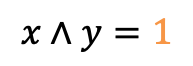 x ∧ y = 1